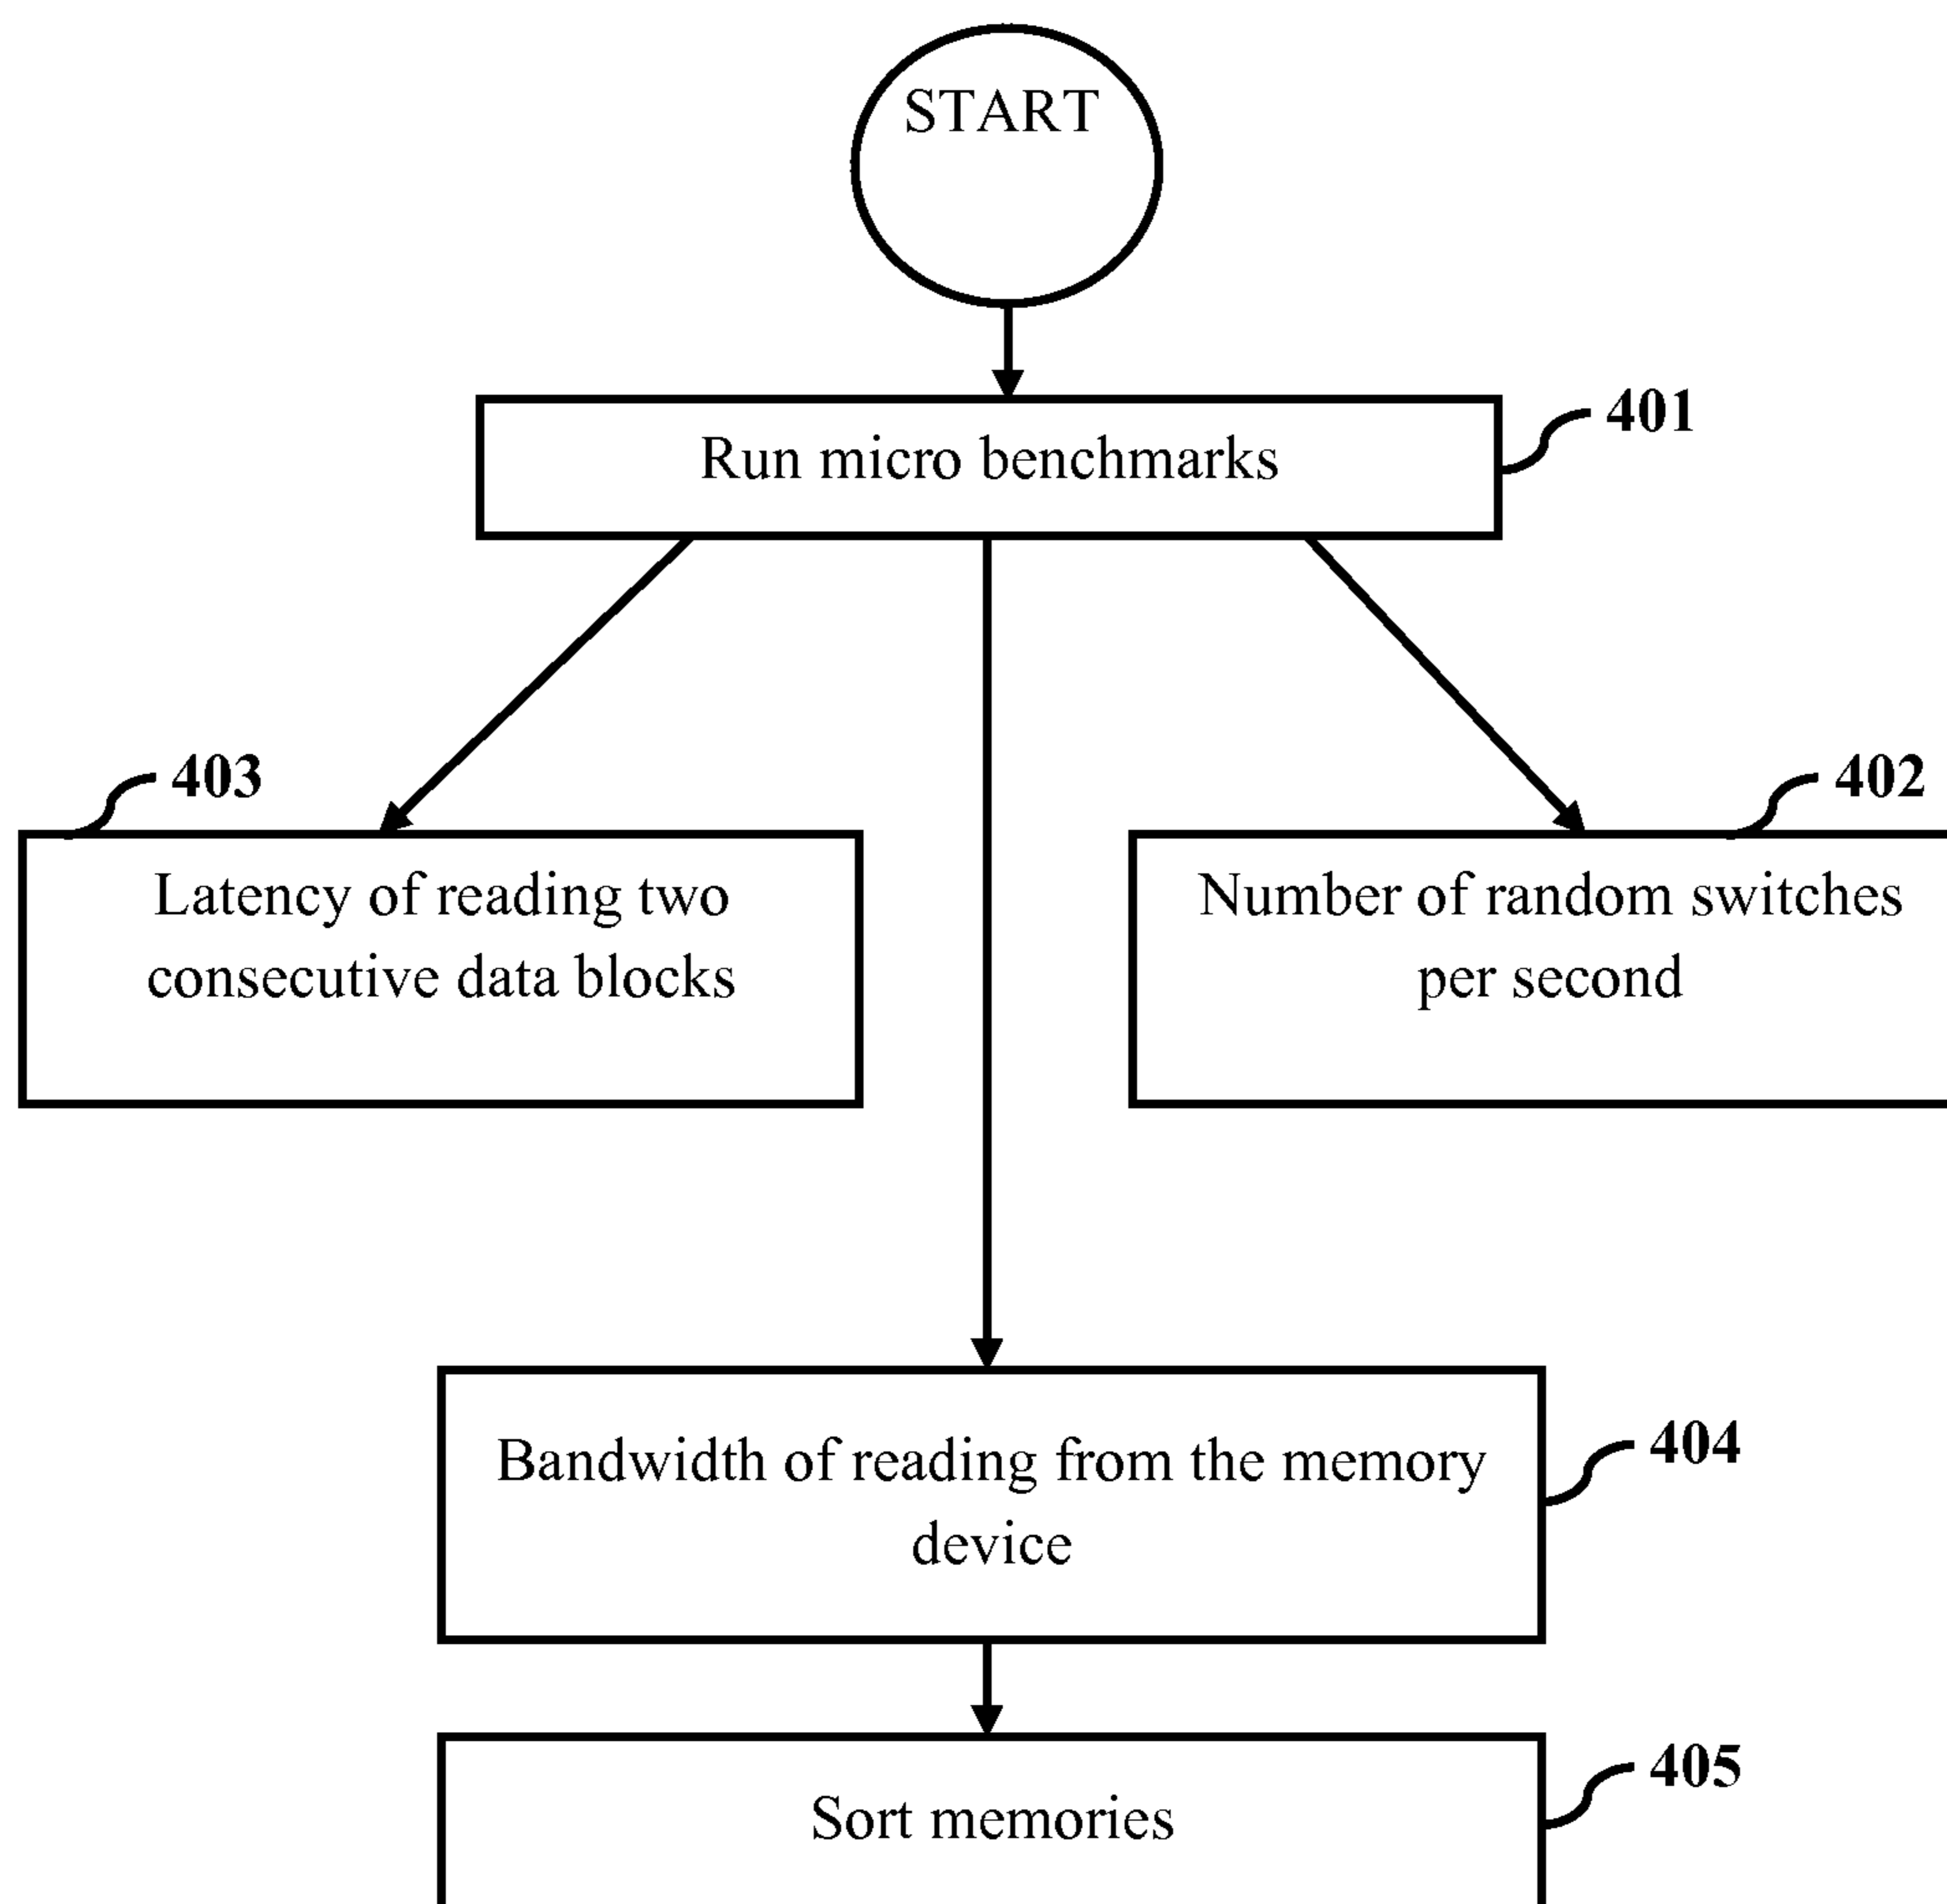 START
Run micro benchmarks
401
403
402
Latency of reading two
consecutive data blocks
Number of random switches
per second
Bandwidth of reading from the memory
device
404
Sort memories
405